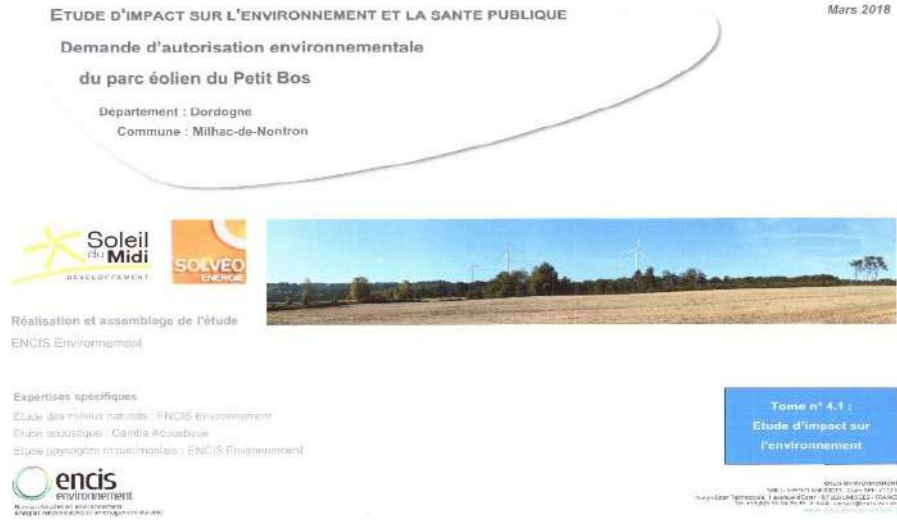 ETUDE D'IMPACT SUR L'ENVIRONNEMENT ET LA SANTE PUBLIQUE
Mars 2018
Demande d'autorisation environnementale
du parc éolien du Petit Bos
Département : Dordogne
Commune : Milhac-de-Nontron
Soleil
du Midi
DEVELOPPEMENT
SOLVEO
ENERGIE
Réalisation et assemblage de l'étude
ENCIS Environnement
Expertises spécifiques
Etude des milieux naturels : ENCIS Environnement
Etude acoustique : Gamba Acoustique
Etude paysagère et patrimoniale : ENCIS Environnement
Tome n° 4.1 :
Etude d'impact sur
l'environnement
encis
environnement